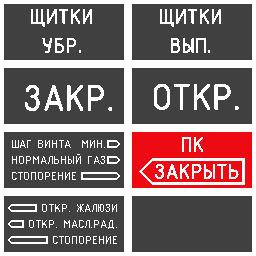 ЩИТКИ
УБР.
ЩИТКИ
ВЫП.
ЗАКР.
ОТКР.
ШАГ ВИНТА МИН.
НОРМАЛЬНЫЙ ГАЗ
СТОПОРЕНИЕ
ПК
ЗАКРЫТЬ
ОТКР. ЖАЛЮЗИ
ОТКР. МАСЛ.РАД.
СТОПОРЕНИЕ